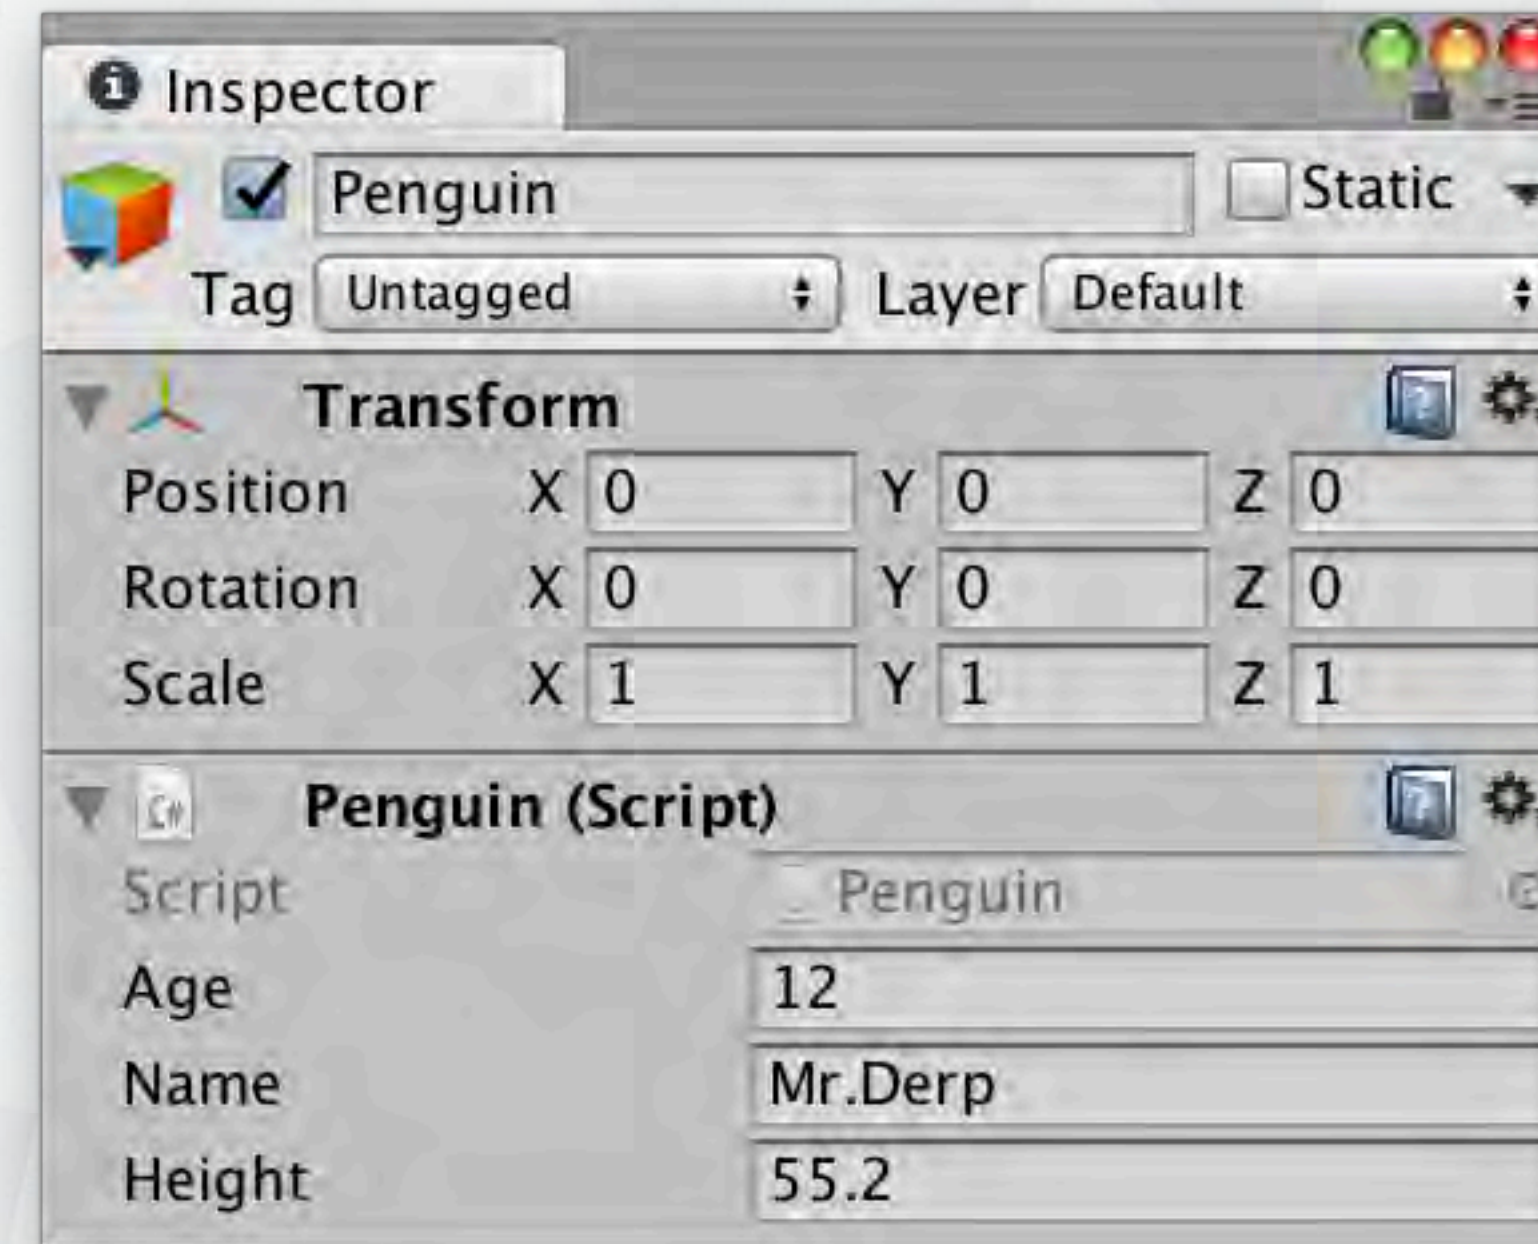 Inspector
Penguin Static
Tag Untagged Layer Default
Transform
Position X 0 Y 0 Z 0
Rotation X 0 Y 0 Z 0
Scale X 1 Y 1 Z 1
C# Penguin (Script)
Script Penguin
Age 12
Name Mr.Derp
Height 55.2